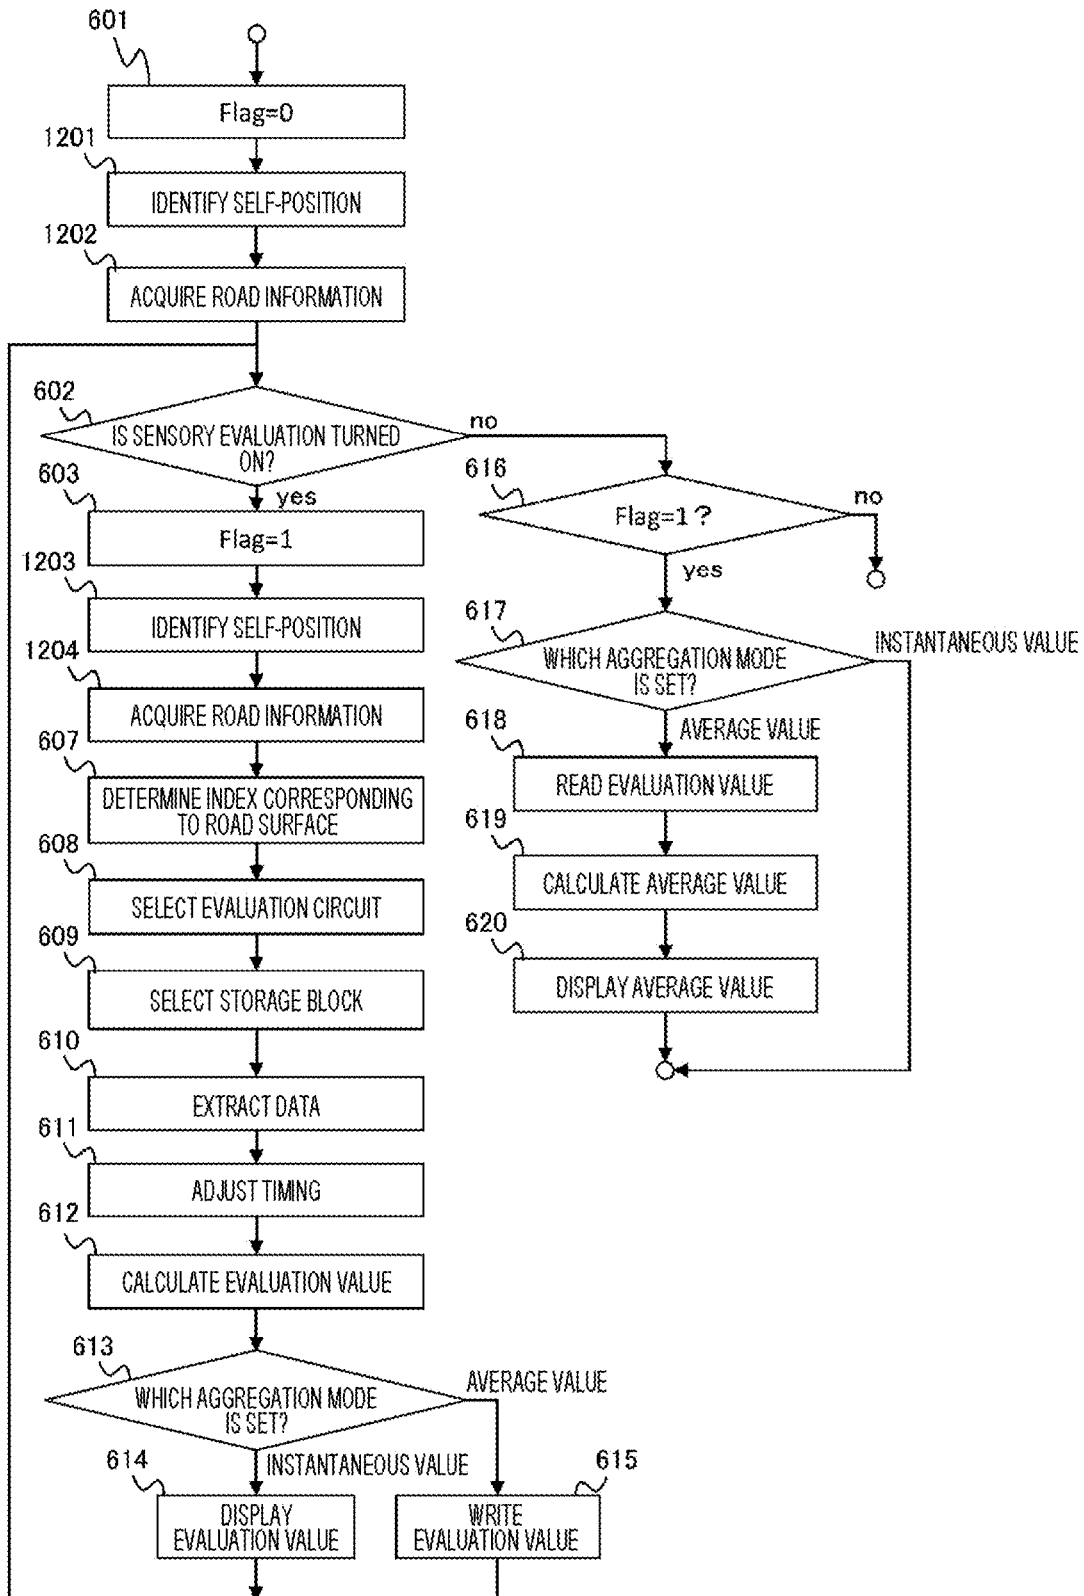 601
Flag=0
1201
IDENTIFY SELF-POSITION
1202
ACQUIRE ROAD INFORMATION
602
IS SENSORY EVALUATION TURNED
ON?
no
yes
603
Flag=1
1203
IDENTIFY SELF-POSITION
1204
ACQUIRE ROAD INFORMATION
607
DETERMINE INDEX CORRESPONDING
TO ROAD SURFACE
608
SELECT EVALUATION CIRCUIT
609
SELECT STORAGE BLOCK
610
EXTRACT DATA
611
ADJUST TIMING
612
CALCULATE EVALUATION VALUE
613
WHICH AGGREGATION MODE
IS SET?
AVERAGE VALUE
INSTANTANEOUS VALUE
614
DISPLAY
EVALUATION VALUE
615
WRITE
EVALUATION VALUE
616
Flag=1?
no
yes
617
WHICH AGGREGATION MODE
IS SET?
INSTANTANEOUS VALUE
AVERAGE VALUE
618
READ EVALUATION VALUE
619
CALCULATE AVERAGE VALUE
620
DISPLAY AVERAGE VALUE